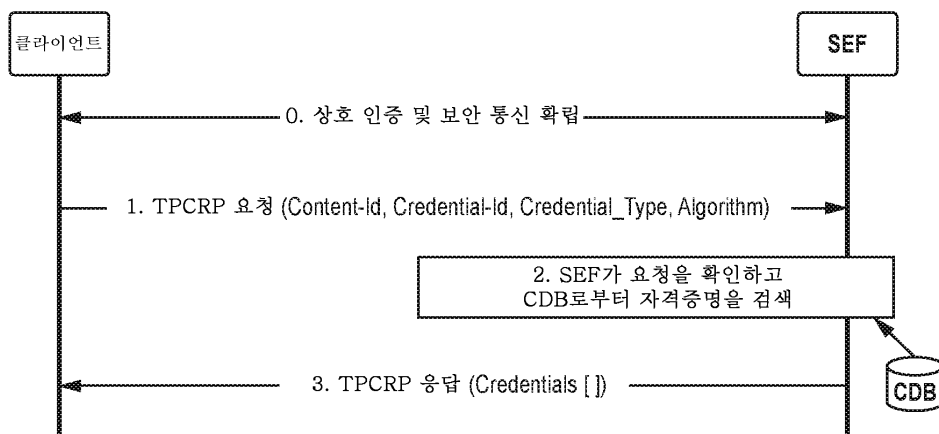 클라이언트
SEF
0. 상호 인증 및 보안 통신 확립
1. TPCRP 요청 (Content-Id, Credential-Id, Credential_Type, Algorithm)
2. SEF가 요청을 확인하고
CDB로부터 자격증명을 검색
3. TPCRP 응답 (Credentials [ ])
CDB